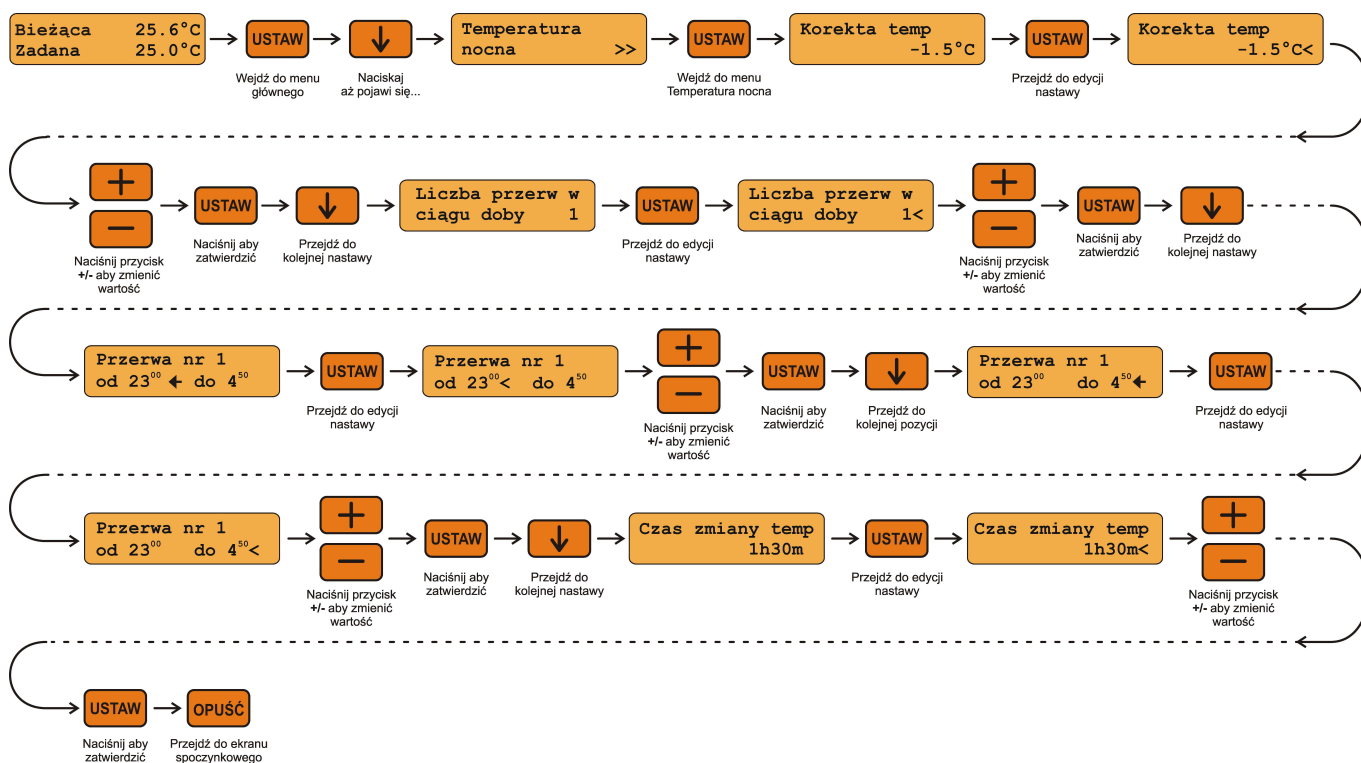 Bieżąca 25.6°C
Zadana 25.0°C
USTAW
Wejdź do menu
głównego
Naciskaj
aż pojawi się...
Temperatura
nocna >>
USTAW
Wejdź do menu
Temperatura nocna
Korekta temp
-1.5°C
USTAW
Przejdź do edycji
nastawy
Korekta temp
-1.5°C<
+
−
Naciśnij przycisk
+/- aby zmienić
wartość
USTAW
Naciśnij aby
zatwierdzić
Przejdź do
kolejnej nastawy
Liczba przerw w
ciągu doby 1
USTAW
Przejdź do edycji
nastawy
Liczba przerw w
ciągu doby 1<
+
−
Naciśnij przycisk
+/- aby zmienić
wartość
USTAW
Naciśnij aby
zatwierdzić
Przejdź do
kolejnej nastawy
Przerwa nr 1
od 23⁰⁰ ← do 4⁵⁰
USTAW
Przejdź do edycji
nastawy
Przerwa nr 1
od 23⁰⁰< do 4⁵⁰
+
−
Naciśnij przycisk
+/- aby zmienić
wartość
USTAW
Naciśnij aby
zatwierdzić
Przejdź do
kolejnej pozycji
Przerwa nr 1
od 23⁰⁰ do 4⁵⁰←
USTAW
Przejdź do edycji
nastawy
Przerwa nr 1
od 23⁰⁰ do 4⁵⁰<
+
−
Naciśnij przycisk
+/- aby zmienić
wartość
USTAW
Naciśnij aby
zatwierdzić
Przejdź do
kolejnej nastawy
Czas zmiany temp
1h30m
USTAW
Przejdź do edycji
nastawy
Czas zmiany temp
1h30m<
+
−
Naciśnij przycisk
+/- aby zmienić
wartość
USTAW
Naciśnij aby
zatwierdzić
OPUŚĆ
Przejdź do ekranu
spoczynkowego